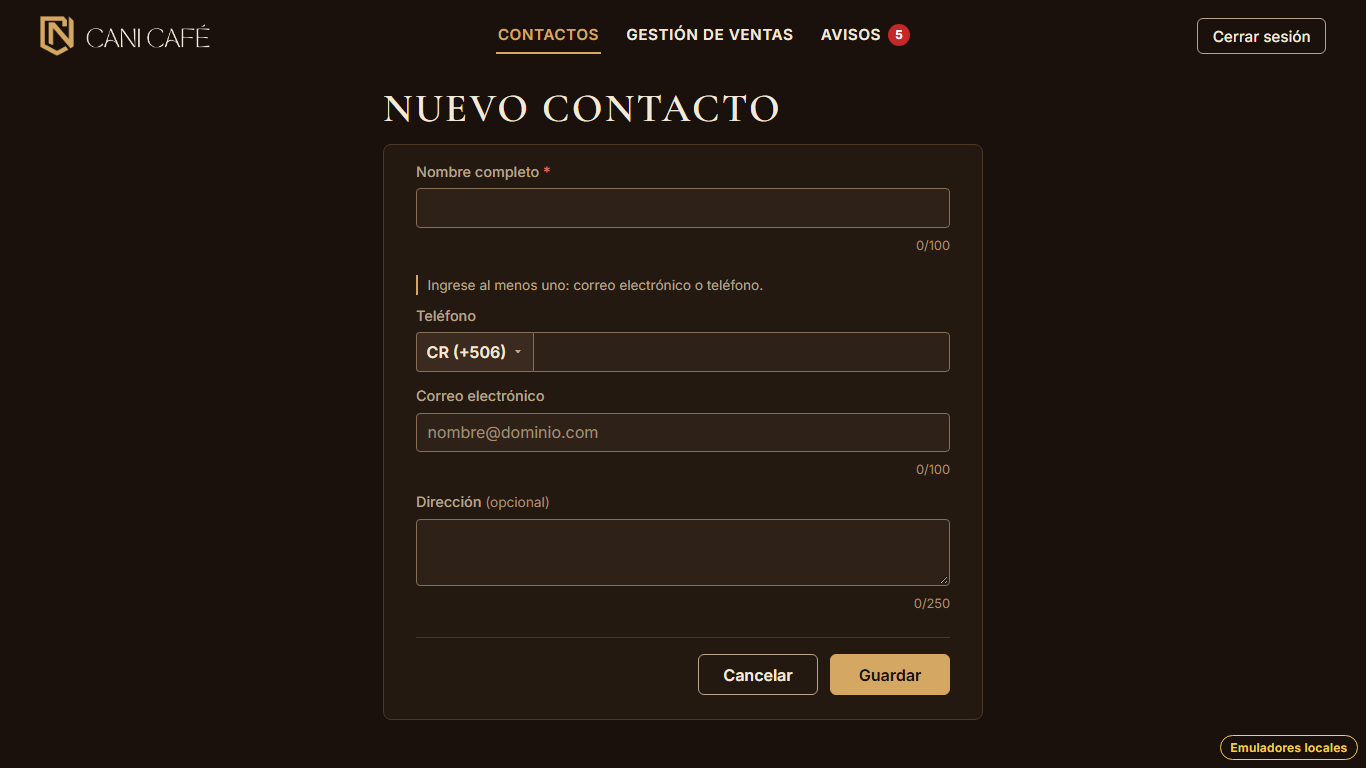 CANI CAFÉ
CONTACTOS
GESTIÓN DE VENTAS
AVISOS 5
Cerrar sesión
NUEVO CONTACTO
Nombre completo *
0/100
Ingrese al menos uno: correo electrónico o teléfono.
Teléfono
CR (+506)
Correo electrónico
nombre@dominio.com
0/100
Dirección (opcional)
0/250
Cancelar
Guardar
Emuladores locales